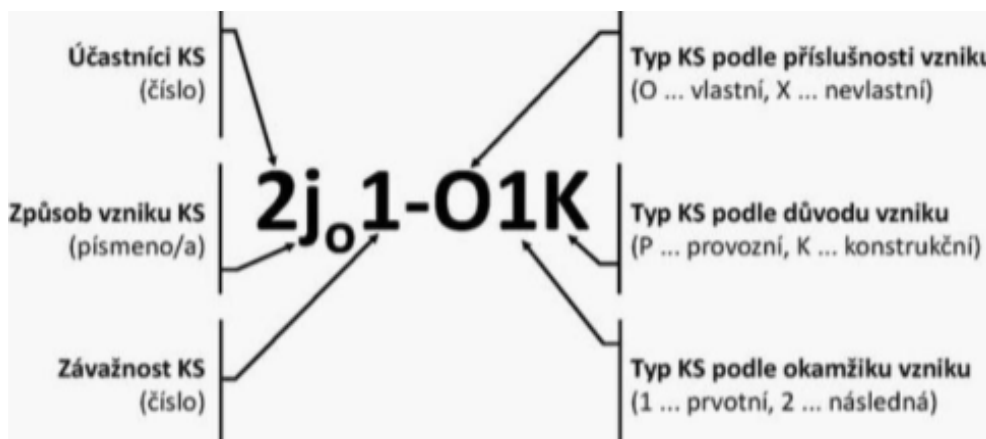 Účastníci KS
(číslo)
Způsob vzniku KS
(písmeno/a)
Závažnost KS
(číslo)
2jo1-O1K
Typ KS podle příslušnosti vzniku
(O ... vlastní, X ... nevlastní)
Typ KS podle důvodu vzniku
(P ... provozní, K ... konstrukční)
Typ KS podle okamžiku vzniku
(1 ... prvotní, 2 ... následná)